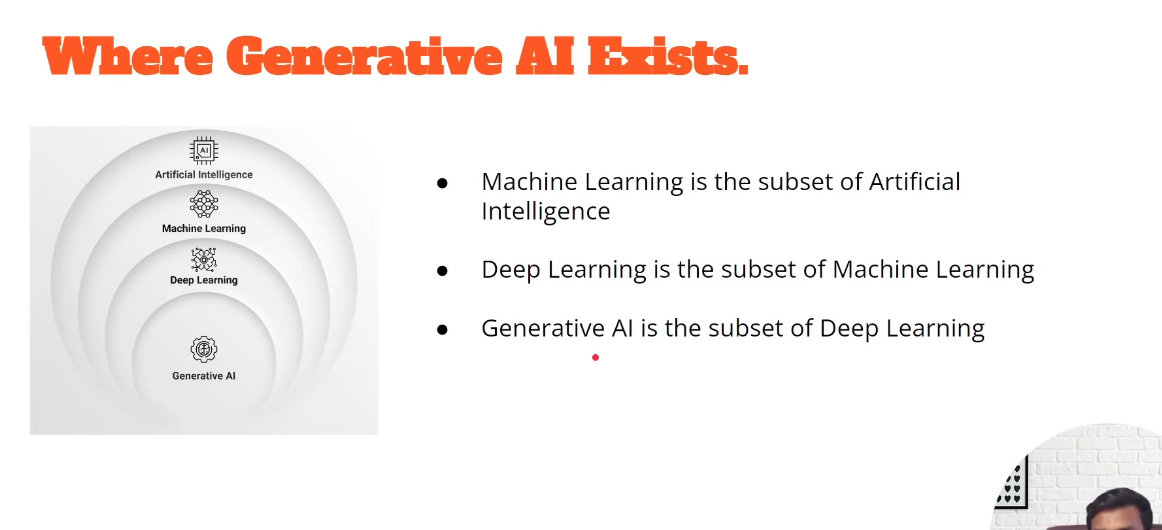 Where Generative AI Exists.
AI
Artificial Intelligence
Machine Learning
Deep Learning
Generative AI
● Machine Learning is the subset of Artificial
Intelligence
● Deep Learning is the subset of Machine Learning
● Generative AI is the subset of Deep Learning